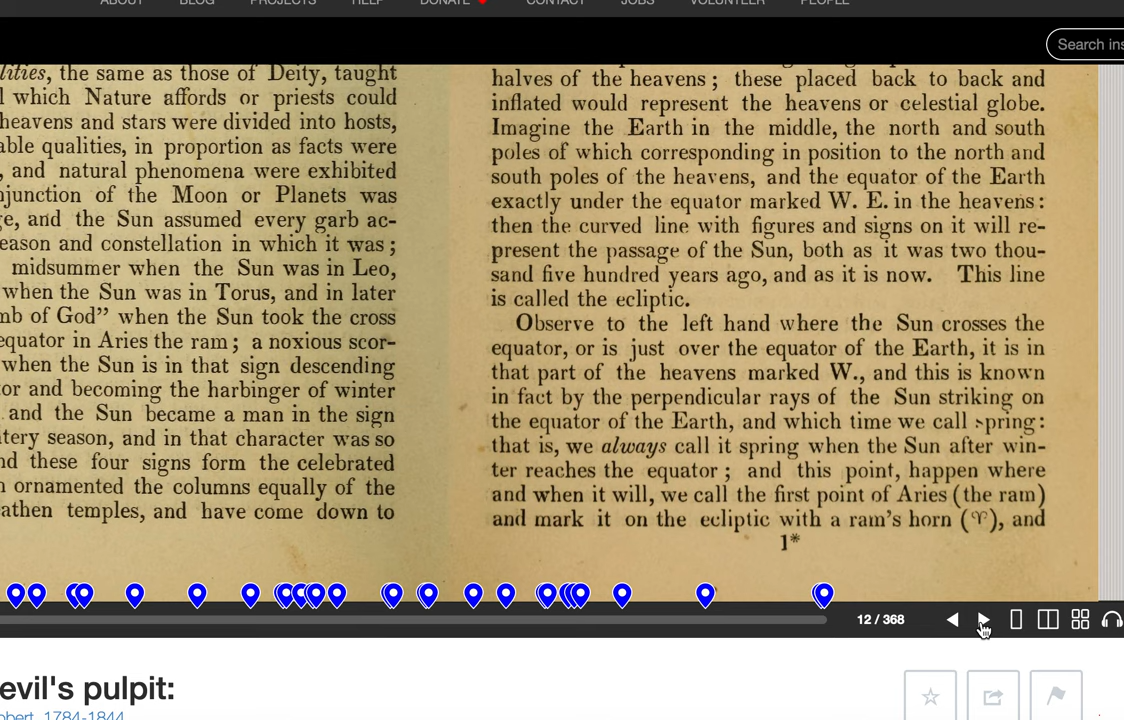 ABOUT BLOG PROJECTS HELP DONATE CONTACT JOBS VOLUNTEER PEOPLE
Search ins
lities, the same as those of Deity, taught
l which Nature affords or priests could
heavens and stars were divided into hosts,
able qualities, in proportion as facts were
, and natural phenomena were exhibited
njunction of the Moon or Planets was
ge, and the Sun assumed every garb ac-
eason and constellation in which it was;
midsummer when the Sun was in Leo,
when the Sun was in Torus, and in later
mb of God" when the Sun took the cross
equator in Aries the ram; a noxious scor-
when the Sun is in that sign descending
tor and becoming the harbinger of winter
and the Sun became a man in the sign
tery season, and in that character was so
nd these four signs form the celebrated
n ornamented the columns equally of the
athen temples, and have come down to
halves of the heavens; these placed back to back and
inflated would represent the heavens or celestial globe.
Imagine the Earth in the middle, the north and south
poles of which corresponding in position to the north and
south poles of the heavens, and the equator of the Earth
exactly under the equator marked W. E. in the heavens:
then the curved line with figures and signs on it will re-
present the passage of the Sun, both as it was two thou-
sand five hundred years ago, and as it is now. This line
is called the ecliptic.
Observe to the left hand where the Sun crosses the
equator, or is just over the equator of the Earth, it is in
that part of the heavens marked W., and this is known
in fact by the perpendicular rays of the Sun striking on
the equator of the Earth, and which time we call spring:
that is, we always call it spring when the Sun after win-
ter reaches the equator; and this point, happen where
and when it will, we call the first point of Aries (the ram)
and mark it on the ecliptic with a ram's horn (♈), and
1*
12 / 368
evil's pulpit:
obert, 1784-1844